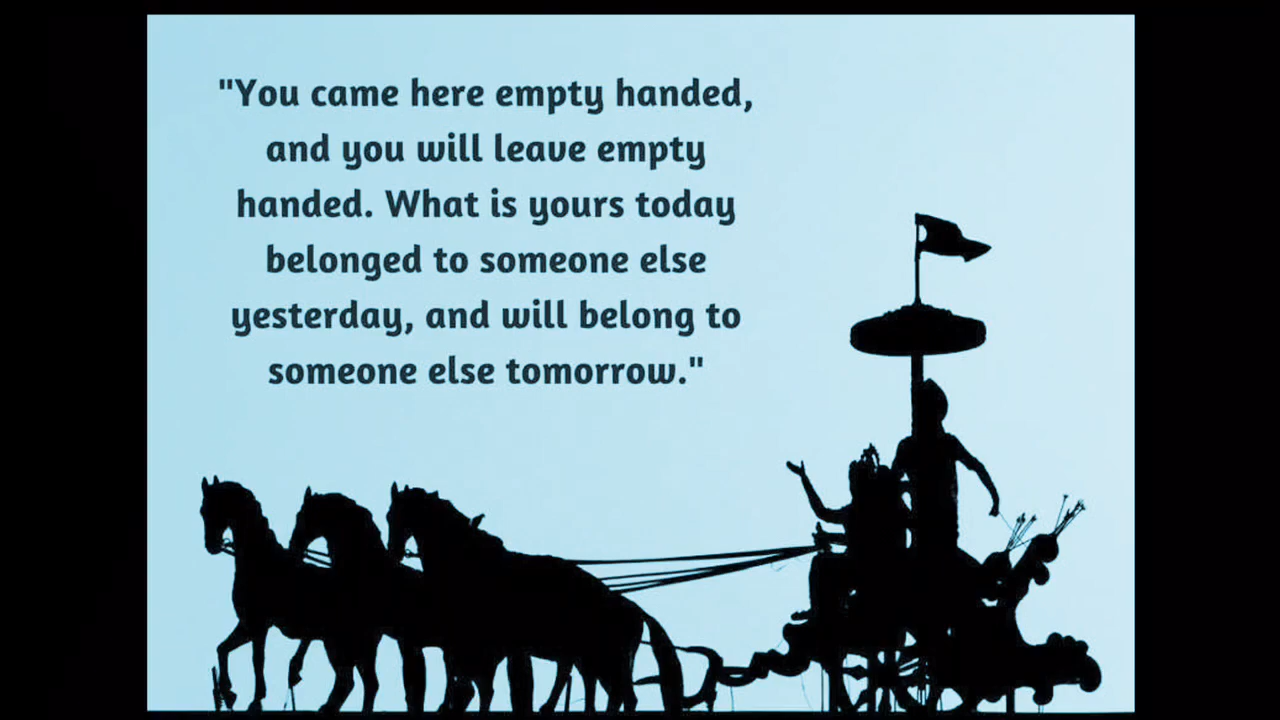 "You came here empty handed,
and you will leave empty
handed. What is yours today
belonged to someone else
yesterday, and will belong to
someone else tomorrow."